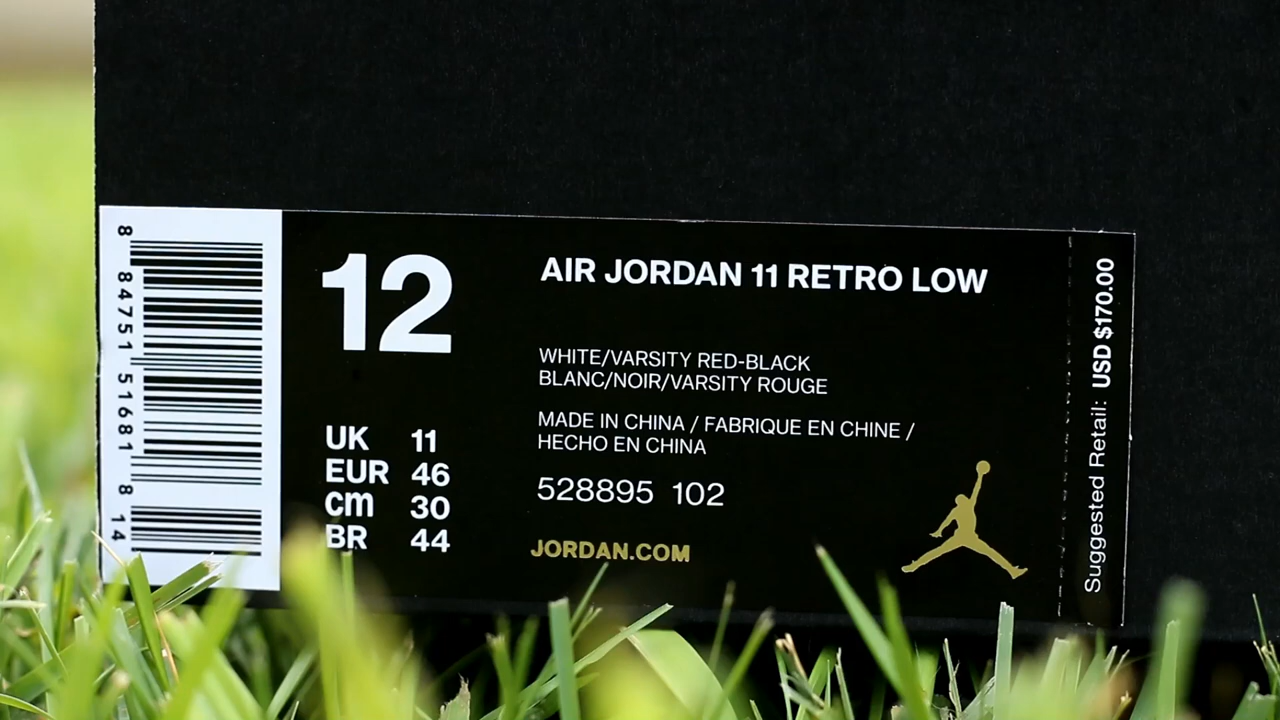 8 84751 51681 8 14
12
UK 11
EUR 46
cm 30
BR 44
AIR JORDAN 11 RETRO LOW
WHITE/VARSITY RED-BLACK
BLANC/NOIR/VARSITY ROUGE
MADE IN CHINA / FABRIQUE EN CHINE /
HECHO EN CHINA
528895 102
JORDAN.COM
Suggested Retail: USD $170.00